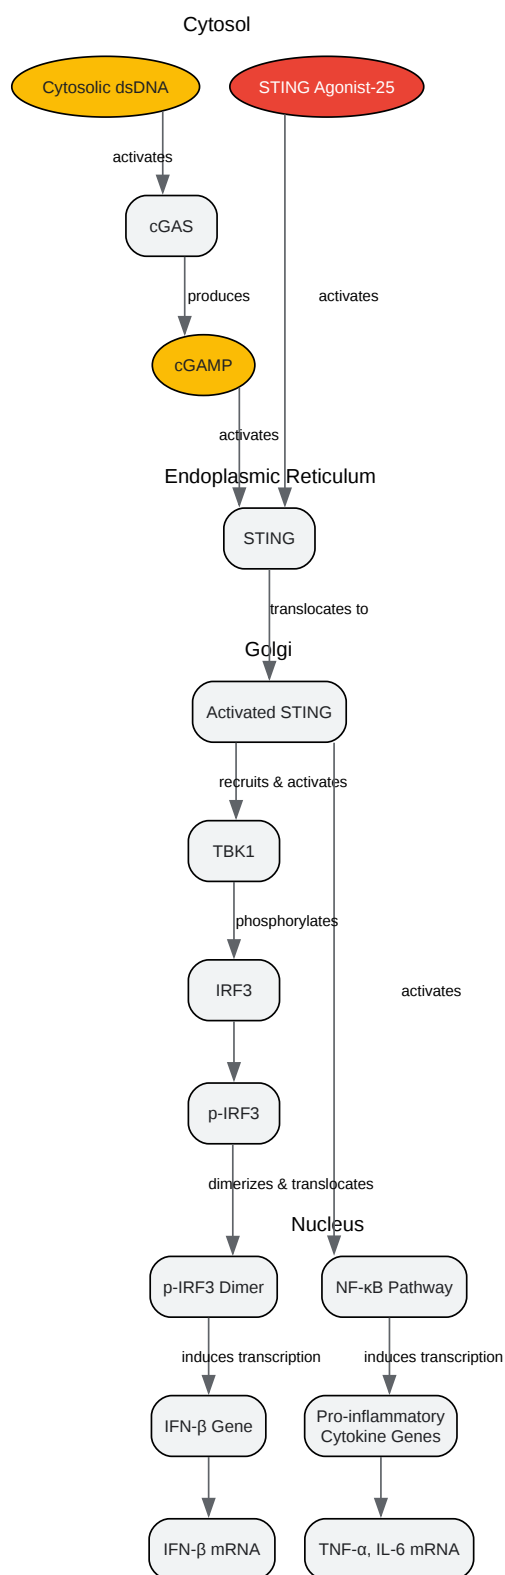 Cytosol
Cytosolic dsDNA
STING Agonist-25
activates
cGAS
produces
activates
cGAMP
activates
Endoplasmic Reticulum
STING
translocates to
Golgi
Activated STING
recruits & activates
TBK1
phosphorylates
IRF3
activates
p-IRF3
dimerizes & translocates
Nucleus
p-IRF3 Dimer
NF-κB Pathway
induces transcription
induces transcription
IFN-β Gene
Pro-inflammatory
Cytokine Genes
IFN-β mRNA
TNF-α, IL-6 mRNA